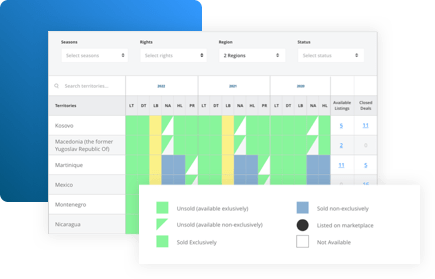 Seasons Rights Region Status
Select seasons Select rights 2 Regions Select status
Search territories... 2022 2021 2020
Territories LT DT LB NA HL PR LT DT LB NA HL PR LT DT LB NA HL Available Listings Closed Deals
Kosovo 5 11
Macedonia (the former
Yugoslav Republic Of) 2
Martinique 11 5
Mexico
Montenegro
Nicaragua
Unsold (available exlusively) Sold non-exclusively
Unsold (available non-exclusively) Listed on marketplace
Sold Exclusively Not Available